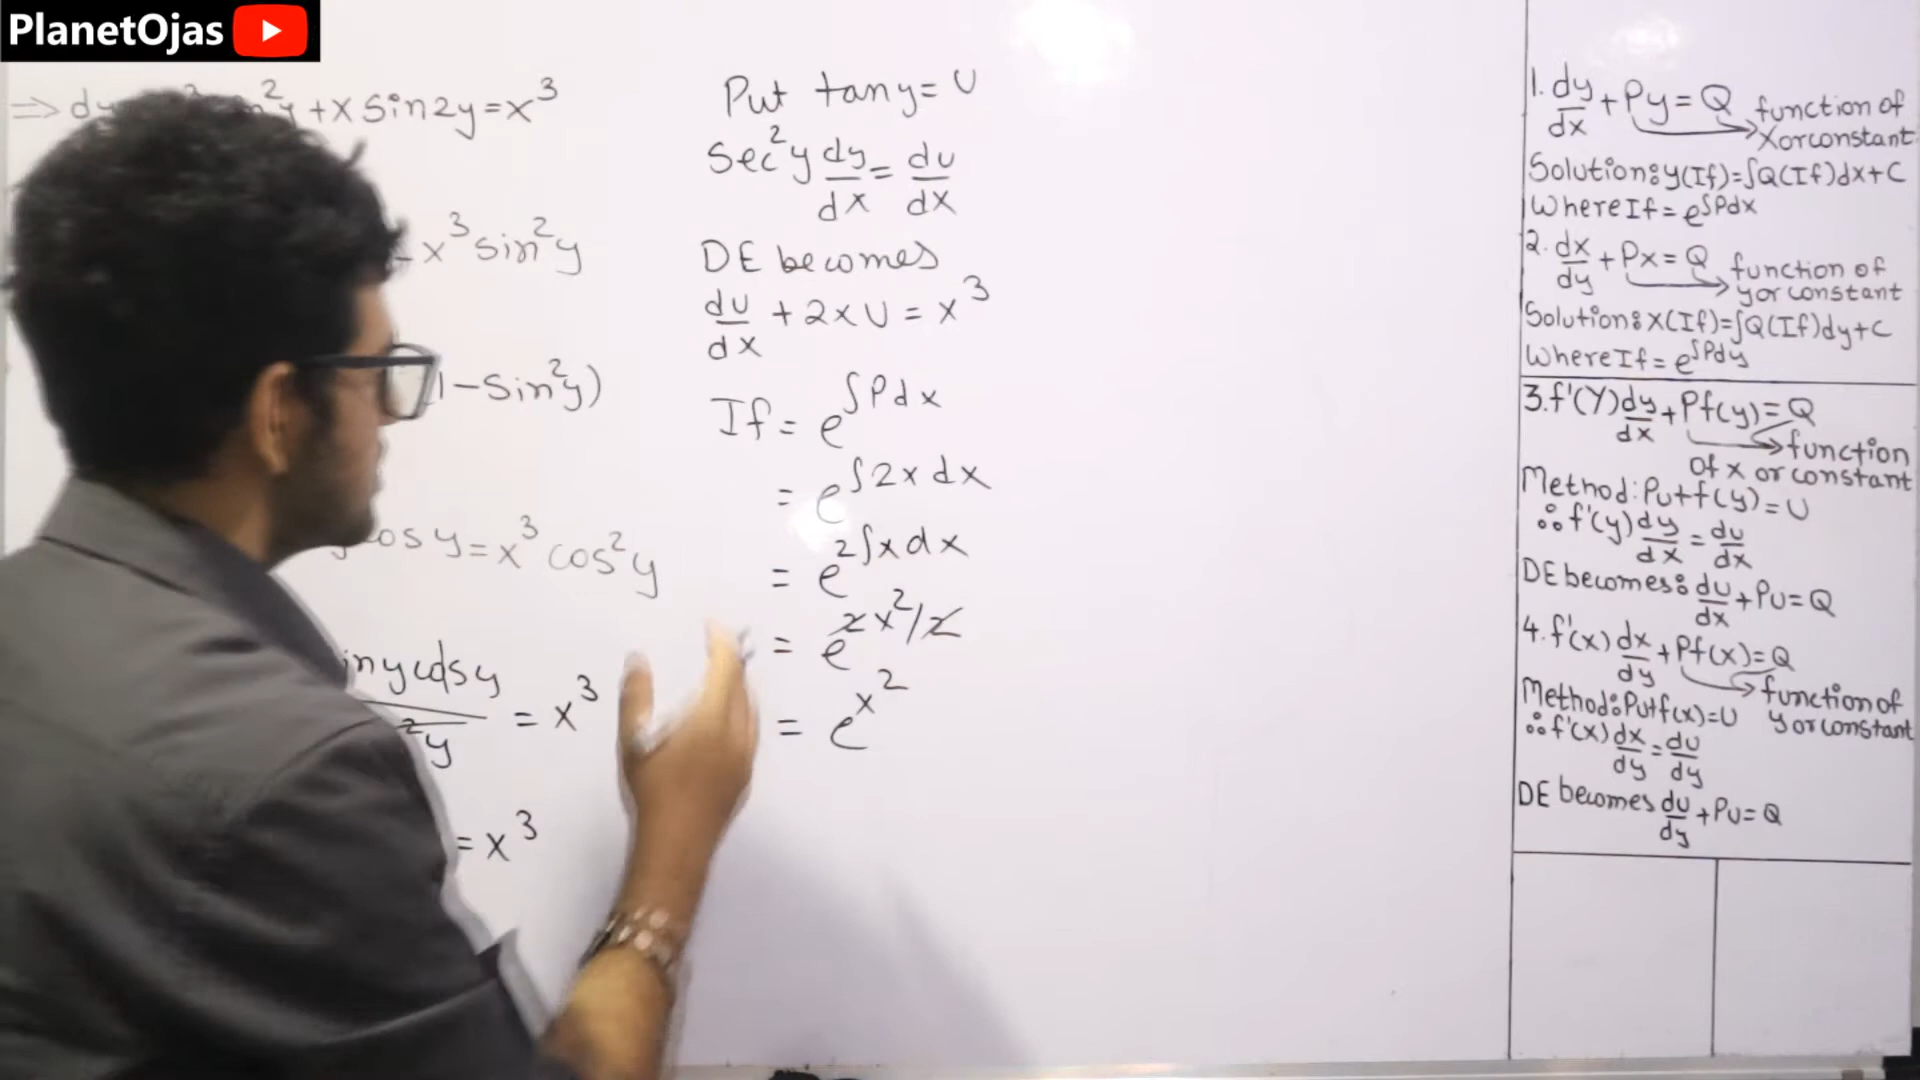 PlanetOjas
⇒ dy + x sin2y = x³
x³ sin²y
1 - sin²y)
cos y = x³ cos²y
sin y cos y
²y = x³
= x³
Put tan y = U
sec²y dy/dx = du/dx
DE becomes
du/dx + 2xU = x³
If = e^∫Pdx
= e^∫2x dx
= e^2∫xdx
= e^2x²/2
= e^x²
1. dy/dx + Py = Q function of
x or constant
Solution: y(If) = ∫Q(If)dx + C
Where If = e^∫Pdx
2. dx/dy + Px = Q function of
y or constant
Solution: x(If) = ∫Q(If)dy + C
Where If = e^∫Pdy
3. f'(Y) dy/dx + Pf(y) = Q
function
of x or constant
Method: Put f(y) = U
∴ f'(y) dy/dx = du/dx
DE becomes: du/dx + PU = Q
4. f'(x) dx/dy + Pf(x) = Q
function of
y or constant
Method: Put f(x) = U
∴ f'(x) dx/dy = du/dy
DE becomes du/dy + PU = Q